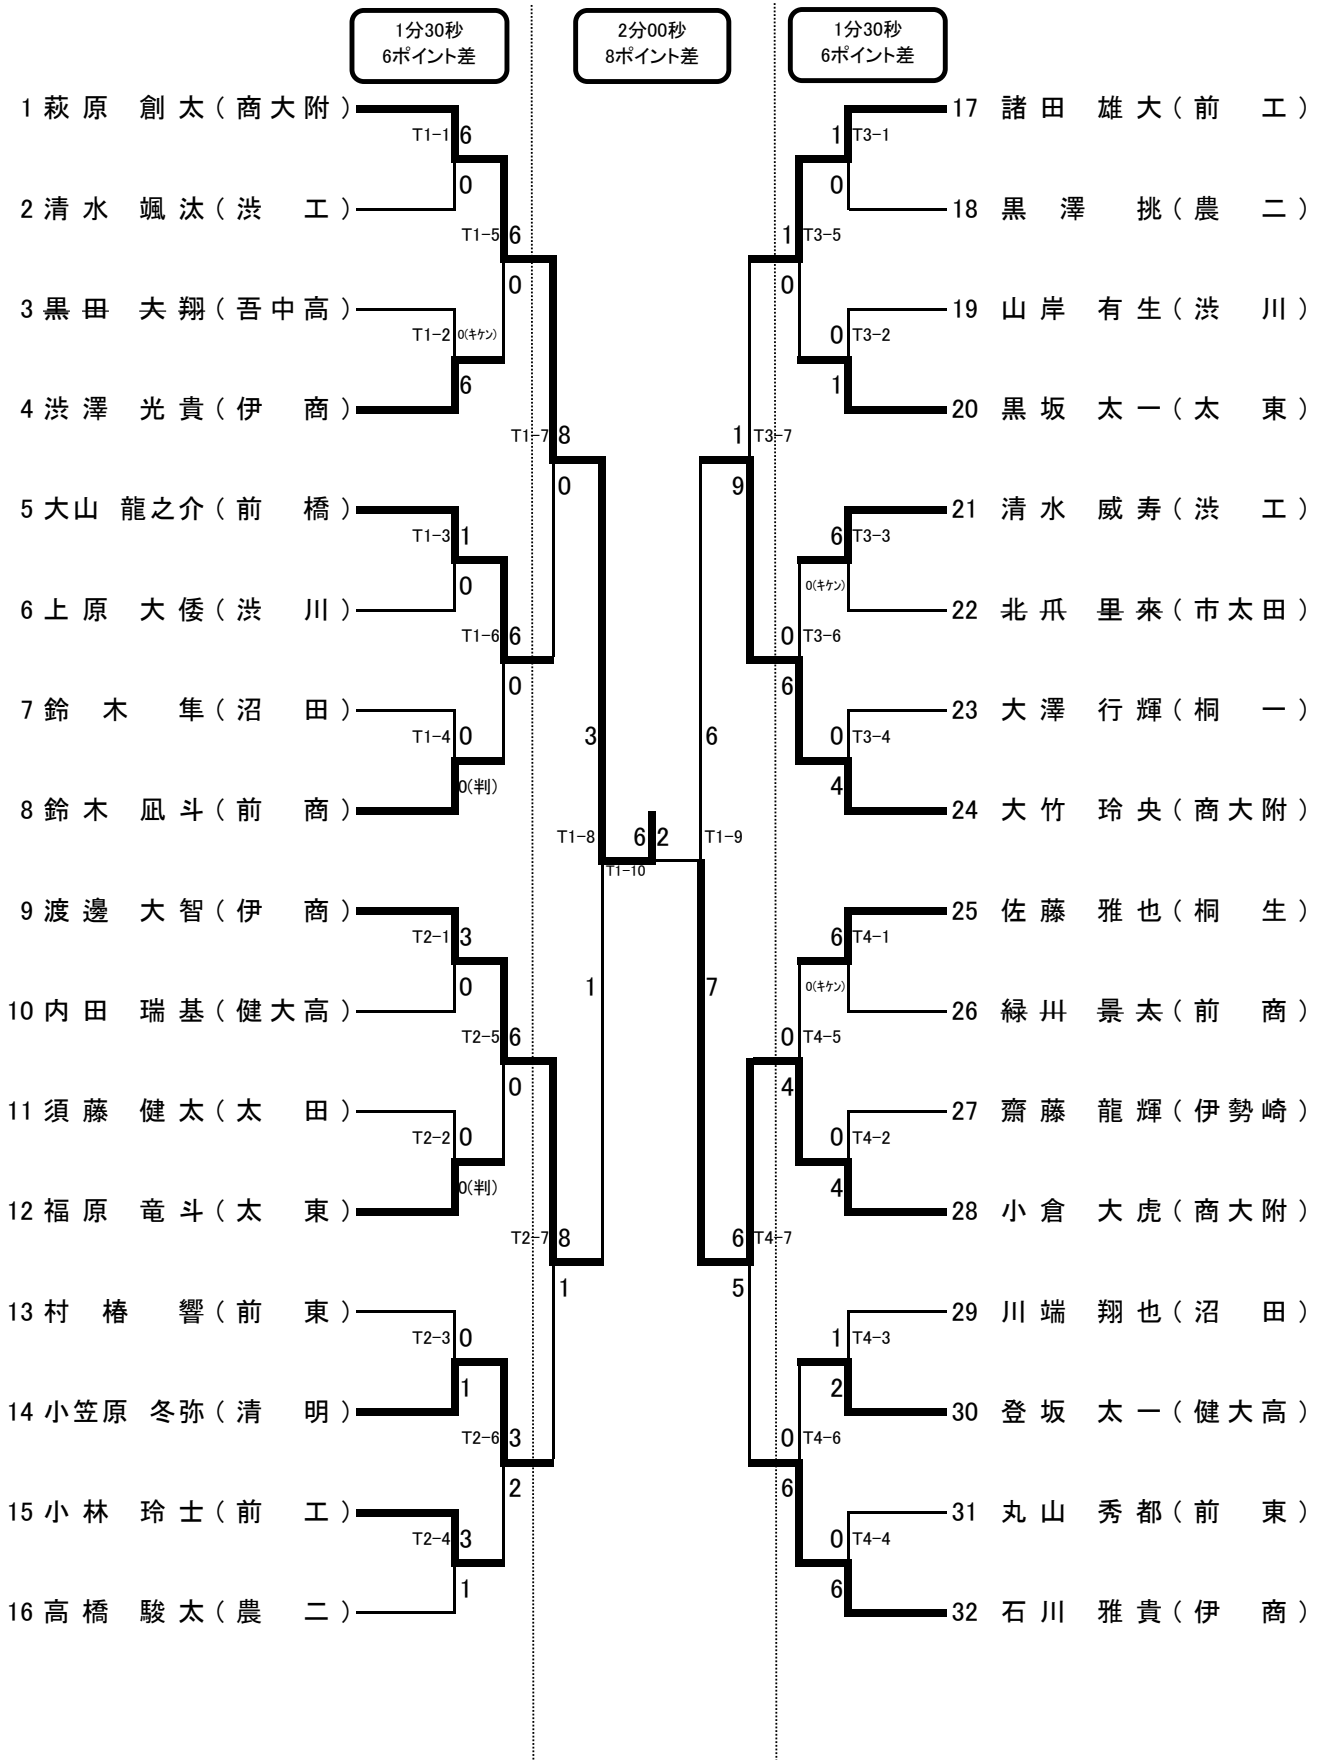 1分30秒
6ポイント差
2分00秒
8ポイント差
1分30秒
6ポイント差
1 萩原 創太(商大附)
T1-1 6
0
2 清水 颯汰(渋 工)
T1-5 6
0
3 黒田 大翔(吾中高)
T1-2 0(キケン)
6
4 渋澤 光貴(伊 商)
T1-7 8
0
5 大山 龍之介(前 橋)
T1-3 1
0
6 上原 大倭(渋 川)
T1-6 6
0
7 鈴木 隼(沼 田)
T1-4 0
0(判)
8 鈴木 凪斗(前 商)
3
T1-8
1
9 渡邊 大智(伊 商)
T2-1 3
0
10 内田 瑞基(健大高)
T2-5 6
0
11 須藤 健太(太 田)
T2-2 0
0(判)
12 福原 竜斗(太 東)
T2-7 8
1
13 村椿 響(前 東)
T2-3 0
1
14 小笠原 冬弥(清 明)
T2-6 3
2
15 小林 玲士(前 工)
T2-4 3
1
16 高橋 駿太(農 二)
6 2
T1-10
17 諸田 雄大(前 工)
1 T3-1
0
18 黒澤 挑(農 二)
1 T3-5
0
19 山岸 有生(渋 川)
0 T3-2
1
20 黒坂 太一(太 東)
1 T3-7
9
21 清水 威寿(渋 工)
6 T3-3
0(キケン)
22 北爪 里來(市太田)
0 T3-6
6
23 大澤 行輝(桐 一)
0 T3-4
4
24 大竹 玲央(商大附)
6
T1-9
7
25 佐藤 雅也(桐 生)
6 T4-1
0(キケン)
26 緑川 景太(前 商)
0 T4-5
4
27 齋藤 龍輝(伊勢崎)
0 T4-2
4
28 小倉 大虎(商大附)
6 T4-7
5
29 川端 翔也(沼 田)
1 T4-3
2
30 登坂 太一(健大高)
0 T4-6
6
31 丸山 秀都(前 東)
0 T4-4
6
32 石川 雅貴(伊 商)